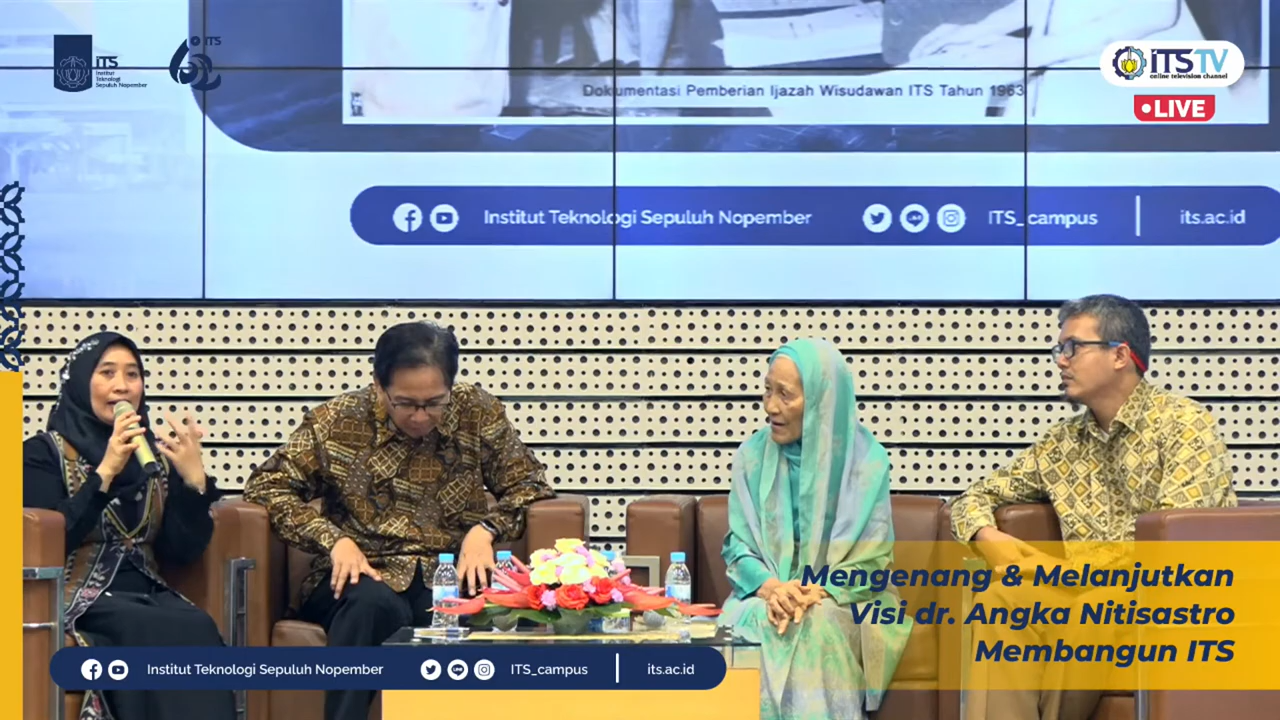 iTS
Institut
Teknologi
Sepuluh Nopember
ITS
iTSTV
online television channel
LIVE
Dokumentasi Pemberian Ijazah Wisudawan ITS Tahun 1963
Institut Teknologi Sepuluh Nopember
ITS_campus
its.ac.id
Mengenang & Melanjutkan
Visi dr. Angka Nitisastro
Membangun ITS
Institut Teknologi Sepuluh Nopember
ITS_campus
its.ac.id